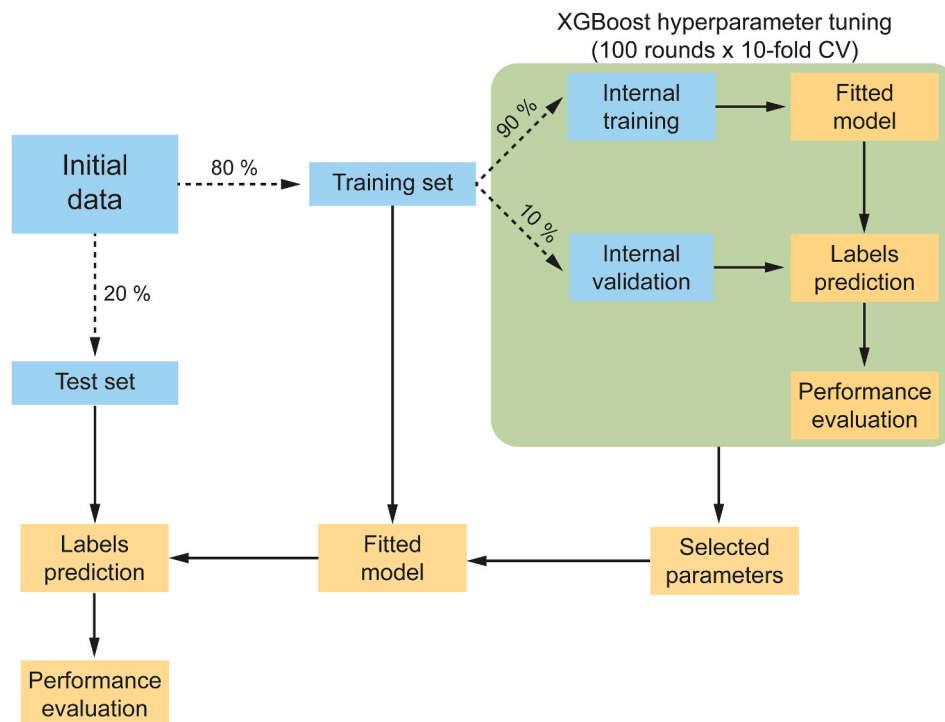 XGBoost hyperparameter tuning
(100 rounds x 10-fold CV)
Initial
data
80 %
Training set
90 %
Internal
training
Fitted
model
10 %
Internal
validation
Labels
prediction
20 %
Test set
Performance
evaluation
Labels
prediction
Fitted
model
Selected
parameters
Performance
evaluation